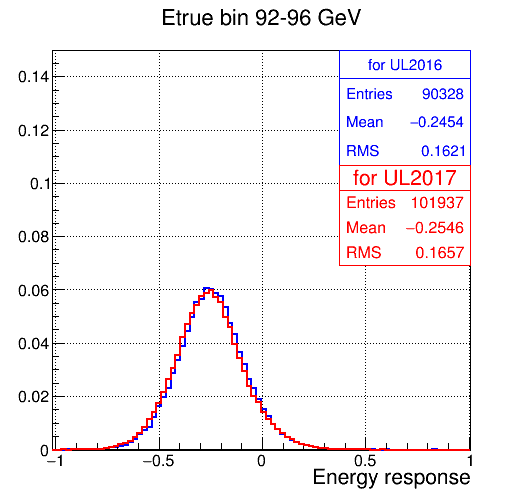 Etrue bin 92-96 GeV
for UL2016
Entries 90328
Mean −0.2454
RMS 0.1621
for UL2017
Entries 101937
Mean −0.2546
RMS 0.1657
0.14
0.12
0.1
0.08
0.06
0.04
0.02
0
−1 −0.5 0 0.5 1
Energy response